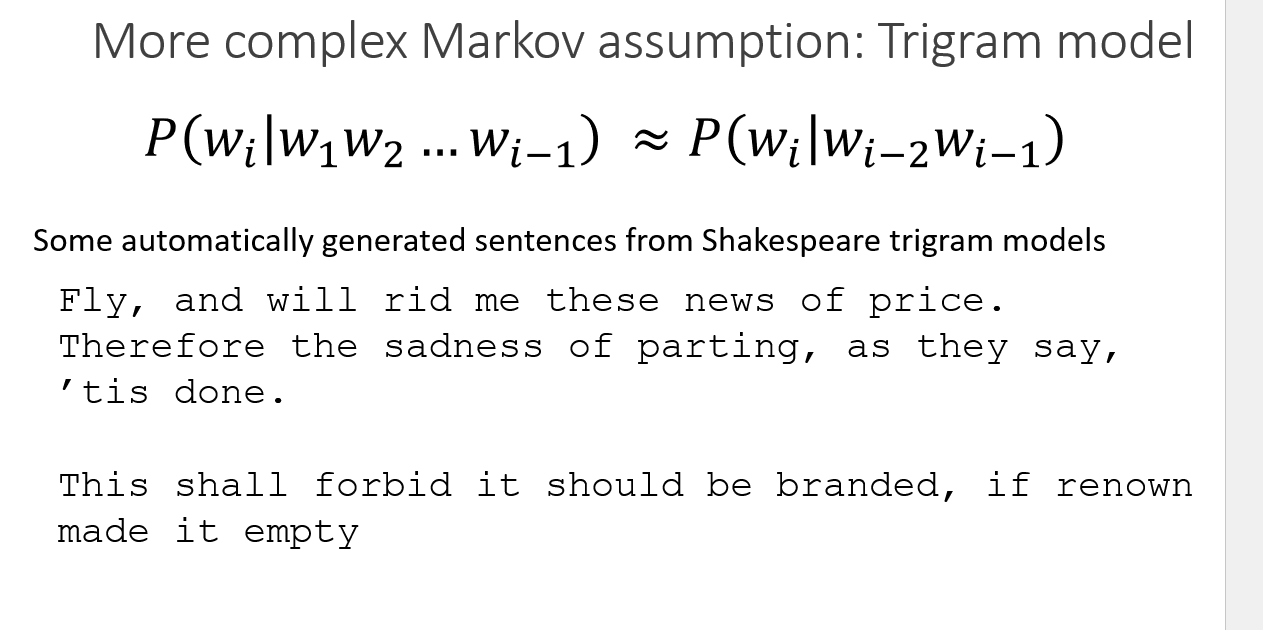 More complex Markov assumption: Trigram model
P(wᵢ|w₁w₂ … wᵢ₋₁) ≈ P(wᵢ|wᵢ₋₂wᵢ₋₁)
Some automatically generated sentences from Shakespeare trigram models
Fly, and will rid me these news of price.
Therefore the sadness of parting, as they say,
’tis done.
This shall forbid it should be branded, if renown
made it empty